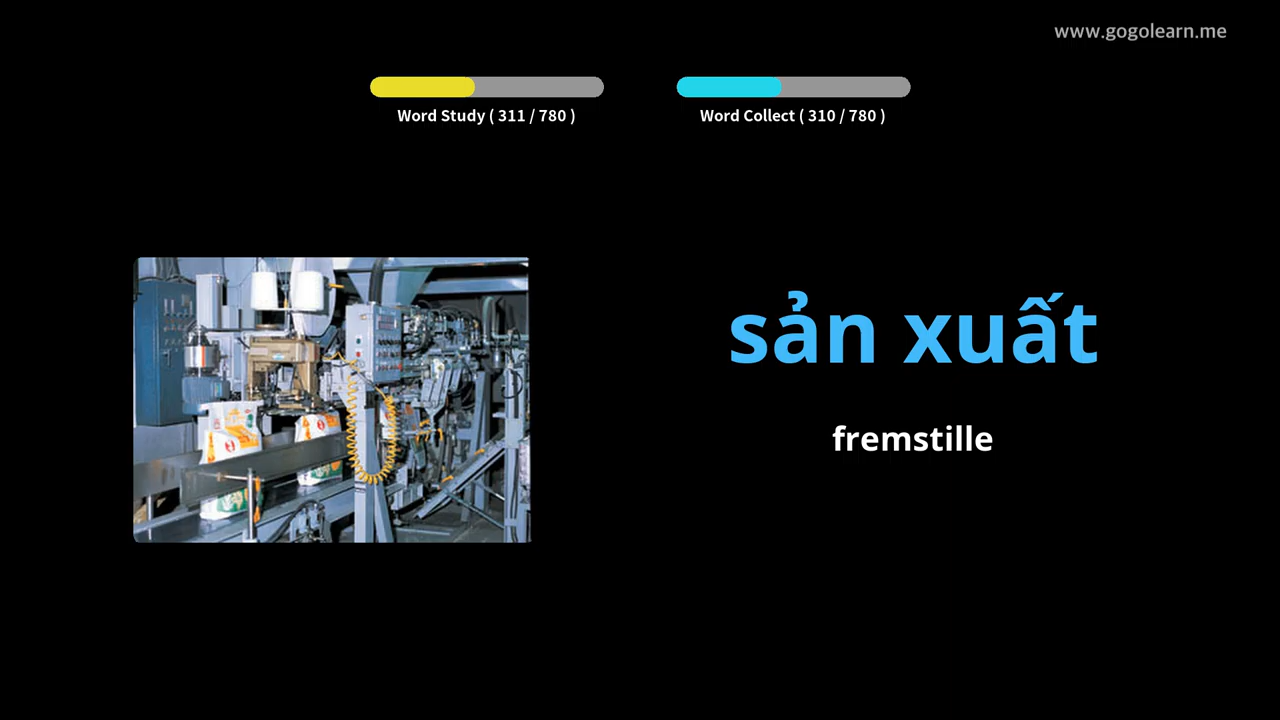 www.gogolearn.me
Word Study ( 311 / 780 )
Word Collect ( 310 / 780 )
sản xuất
fremstille